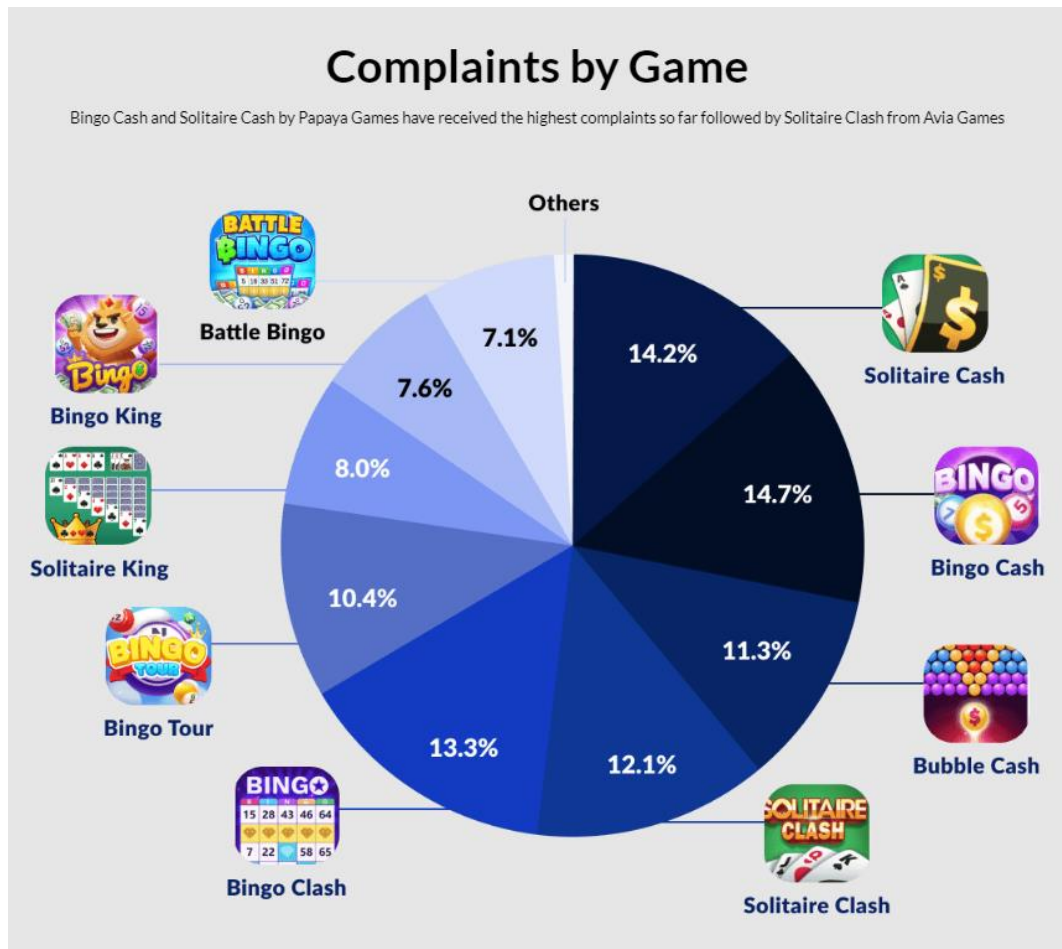 Complaints by Game
Bingo Cash and Solitaire Cash by Papaya Games have received the highest complaints so far followed by Solitaire Clash from Avia Games
Others
BATTLE
BINGO
Battle Bingo
7.1%
14.2%
Solitaire Cash
Bingo
Bingo King
7.6%
8.0%
14.7%
BINGO
Bingo Cash
Solitaire King
10.4%
11.3%
BINGO
TOUR
Bingo Tour
Bubble Cash
13.3%
12.1%
BINGO
15 28 43 46 64
7 22 58 65
Bingo Clash
SOLITAIRE
CLASH
Solitaire Clash